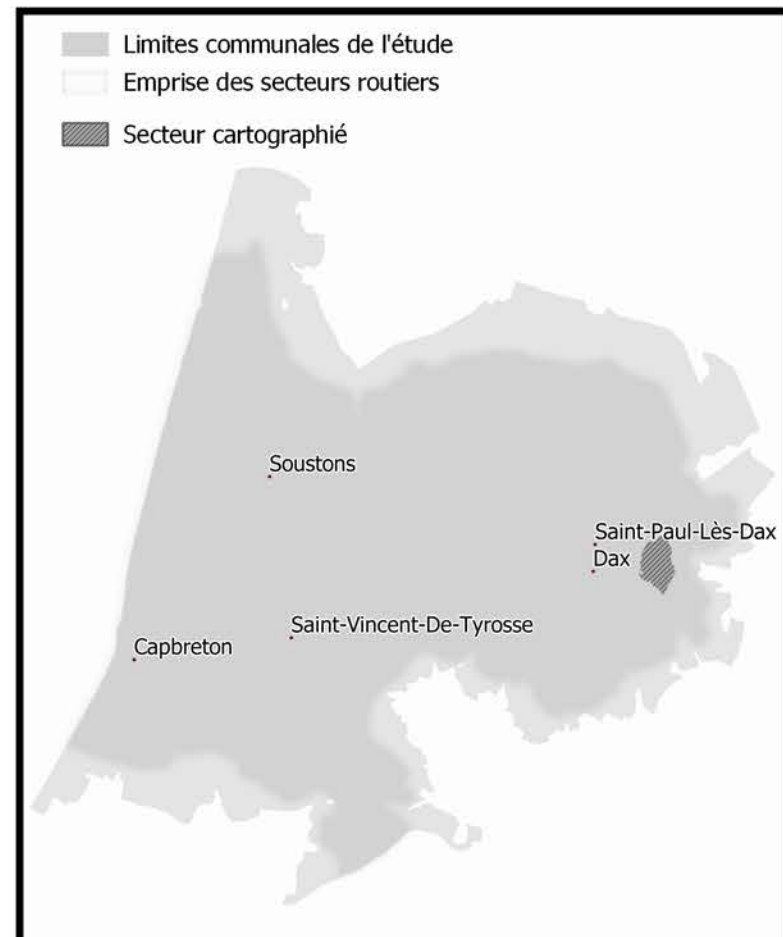 Limites communales de l'étude
Emprise des secteurs routiers
Secteur cartographié
Soustons
Saint-Paul-Lès-Dax
Dax
Saint-Vincent-De-Tyrosse
Capbreton